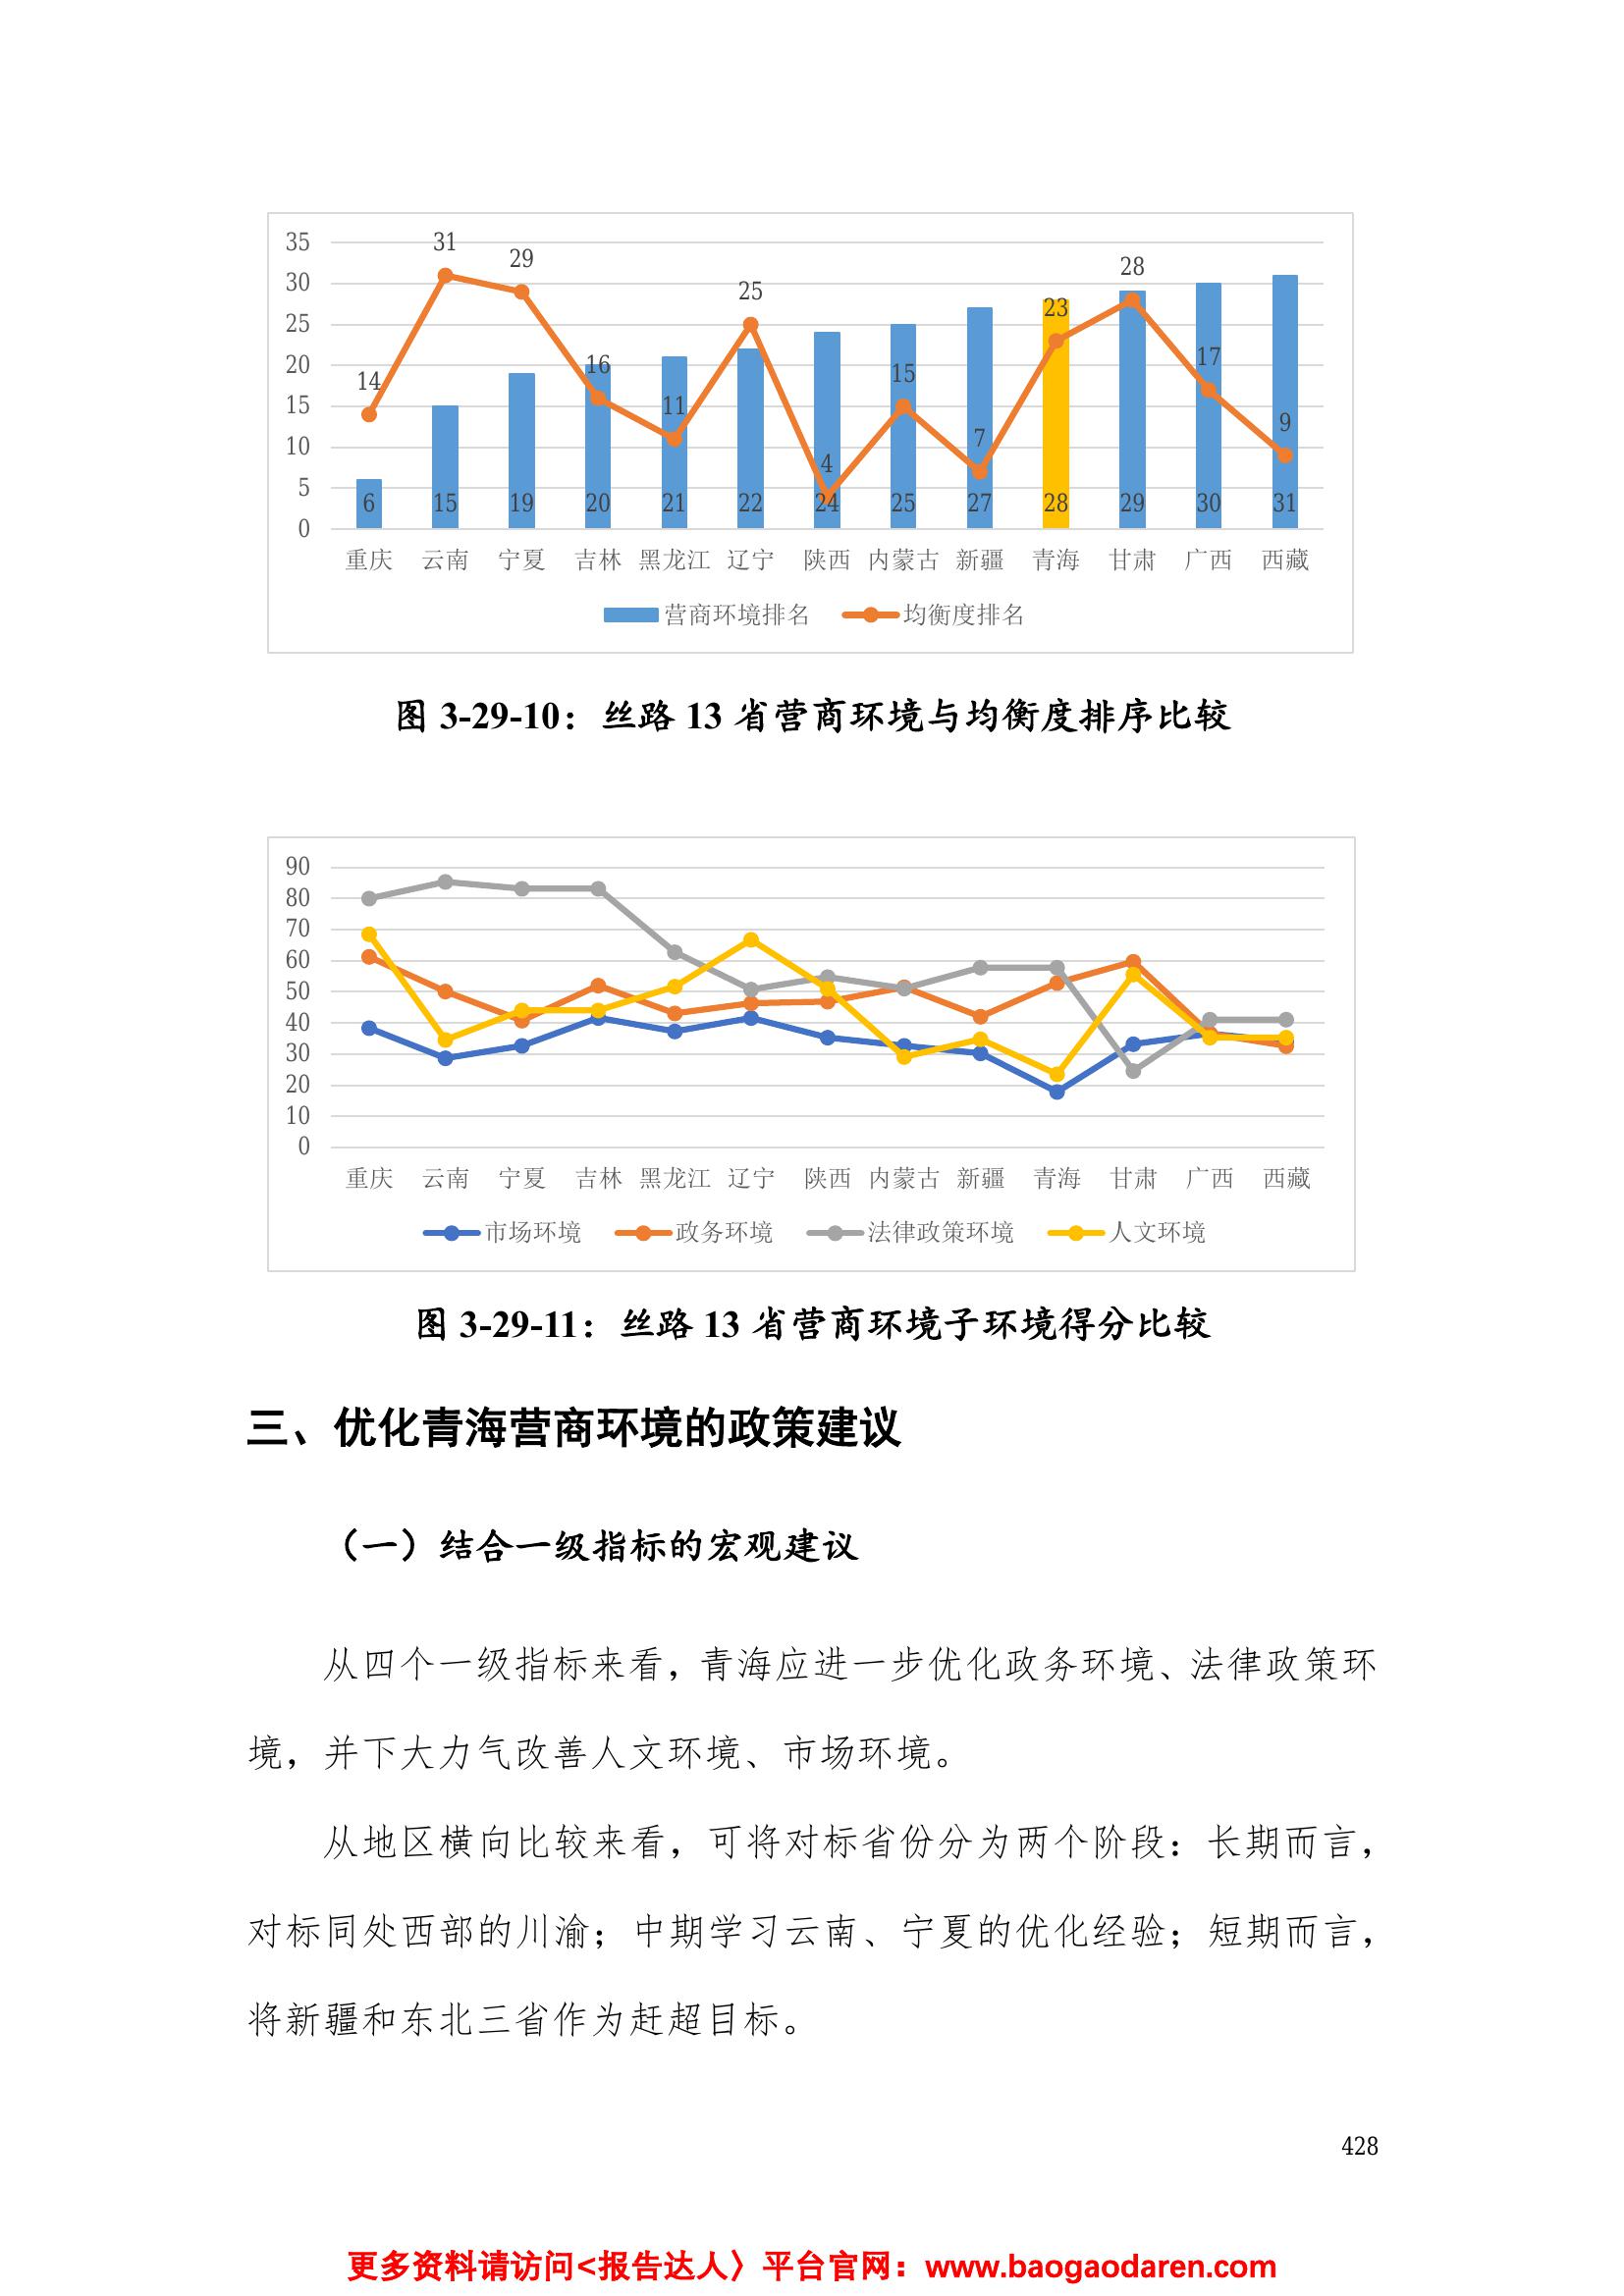 35
30
25
20
15
10
5
0
14 31 29 16 11 25 4 15 7 23 28 17 9
6 15 19 20 21 22 24 25 27 28 29 30 31
重庆 云南 宁夏 吉林 黑龙江 辽宁 陕西 内蒙古 新疆 青海 甘肃 广西 西藏
营商环境排名 均衡度排名
图 3-29-10：丝路 13 省营商环境与均衡度排序比较
90
80
70
60
50
40
30
20
10
0
重庆 云南 宁夏 吉林 黑龙江 辽宁 陕西 内蒙古 新疆 青海 甘肃 广西 西藏
市场环境 政务环境 法律政策环境 人文环境
图 3-29-11：丝路 13 省营商环境子环境得分比较
三、优化青海营商环境的政策建议
（一）结合一级指标的宏观建议
从四个一级指标来看，青海应进一步优化政务环境、法律政策环
境，并下大力气改善人文环境、市场环境。
从地区横向比较来看，可将对标省份分为两个阶段：长期而言，
对标同处西部的川渝；中期学习云南、宁夏的优化经验；短期而言，
将新疆和东北三省作为赶超目标。
428
更多资料请访问<报告达人〉平台官网：www.baogaodaren.com